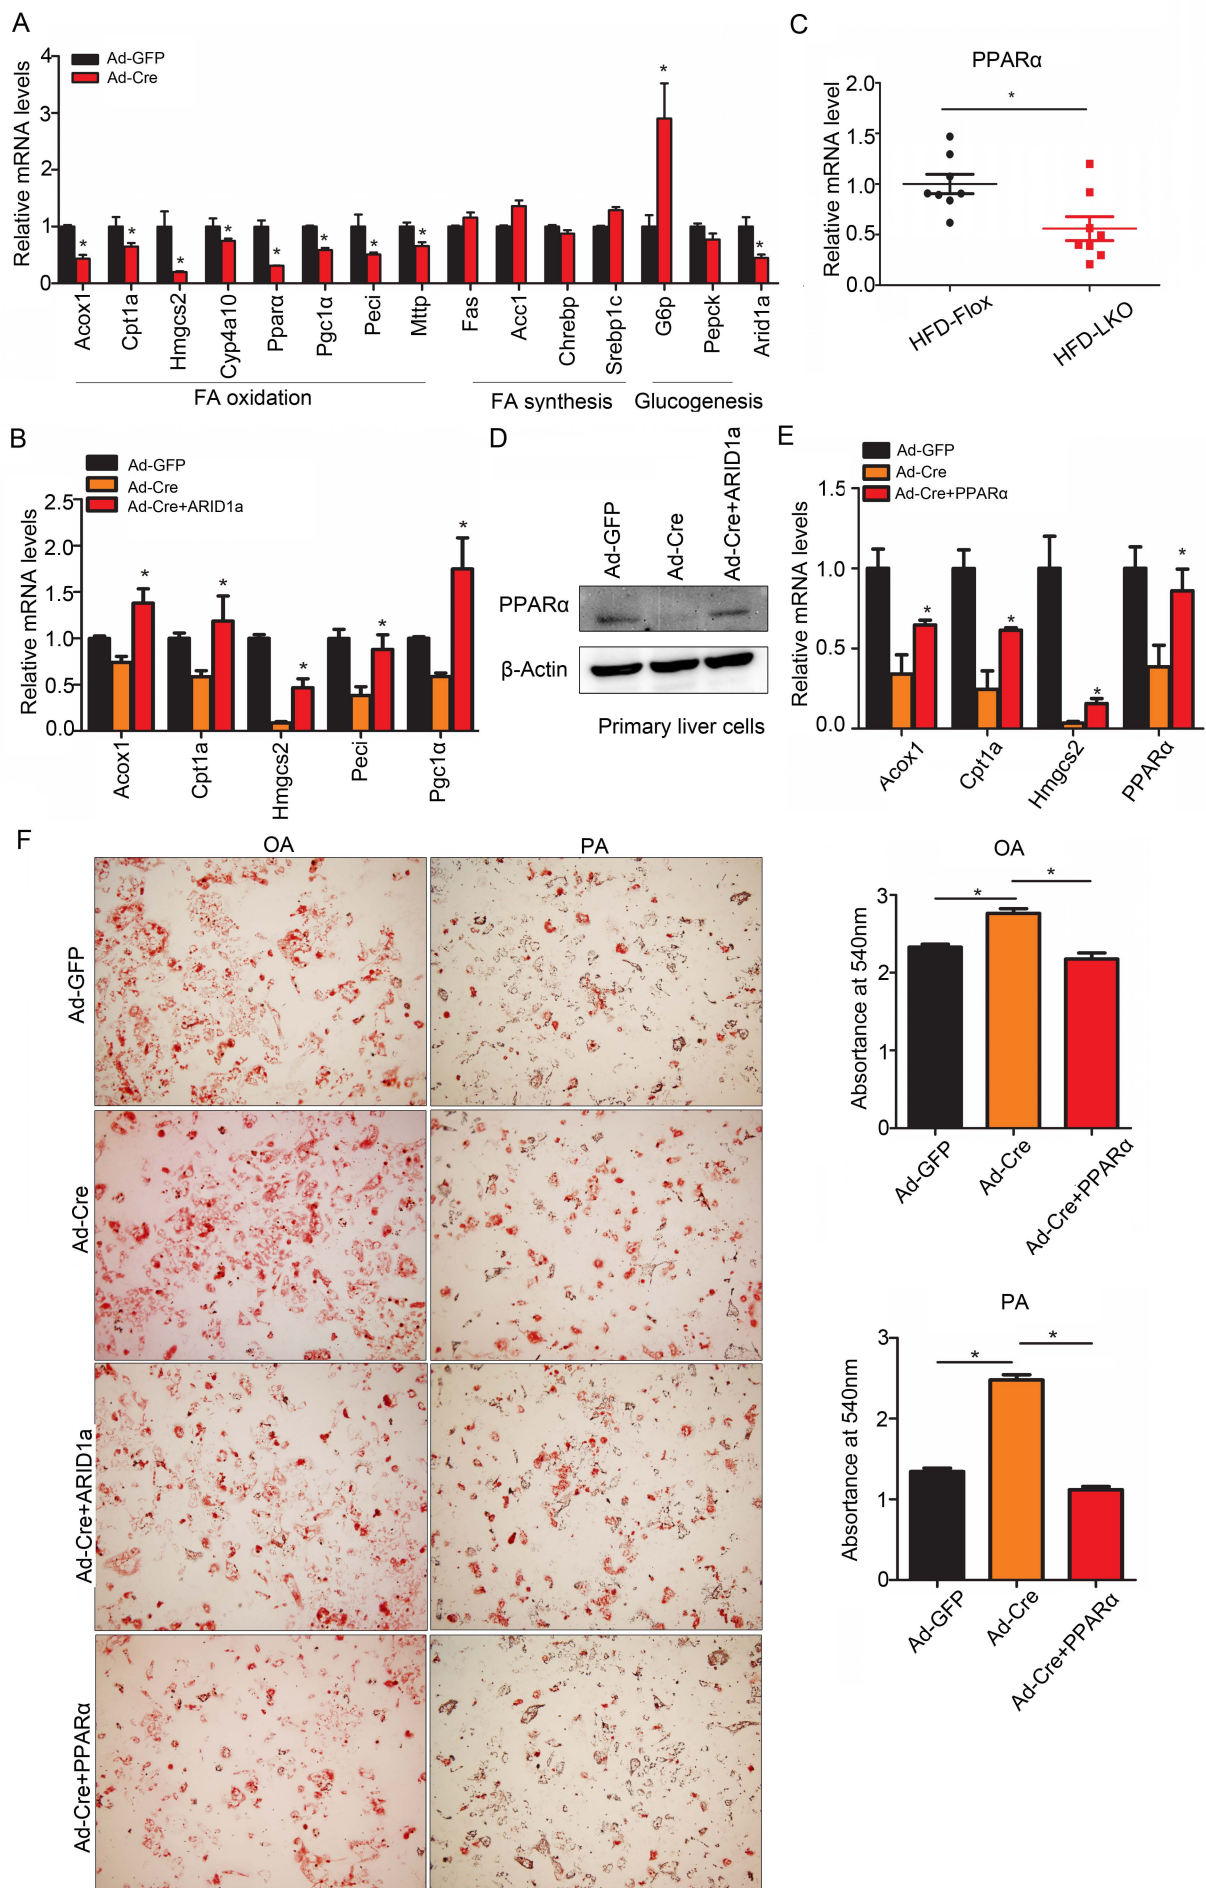 A
Ad-GFP
Ad-Cre
Relative mRNA levels
4
3
2
1
0
* * * * * * * * * *
Acox1 Cpt1a Hmgcs2 Cyp4a10 Pparα Pgc1α Peci Mttp Fas Acc1 Chrebp Srebp1c G6p Pepck Arid1a
FA oxidation FA synthesis Glucogenesis
C
PPARα
*
Relative mRNA level
2.0
1.5
1.0
0.5
0.0
HFD-Flox HFD-LKO
B
Ad-GFP
Ad-Cre
Ad-Cre+ARID1a
Relative mRNA levels
2.5
2.0
1.5
1.0
0.5
0.0
* * * * *
Acox1 Cpt1a Hmgcs2 Peci Pgc1α
D
Ad-GFP Ad-Cre Ad-Cre+ARID1a
PPARα
β-Actin
Primary liver cells
E
Ad-GFP
Ad-Cre
Ad-Cre+PPARα
Relative mRNA levels
1.5
1.0
0.5
0.0
* * * *
Acox1 Cpt1a Hmgcs2 PPARα
F
OA PA
Ad-GFP
Ad-Cre
Ad-Cre+ARID1a
Ad-Cre+PPARα
OA
* *
Absortance at 540nm
3
2
1
0
Ad-GFP Ad-Cre Ad-Cre+PPARα
PA
* *
Absortance at 540nm
3
2
1
0
Ad-GFP Ad-Cre Ad-Cre+PPARα